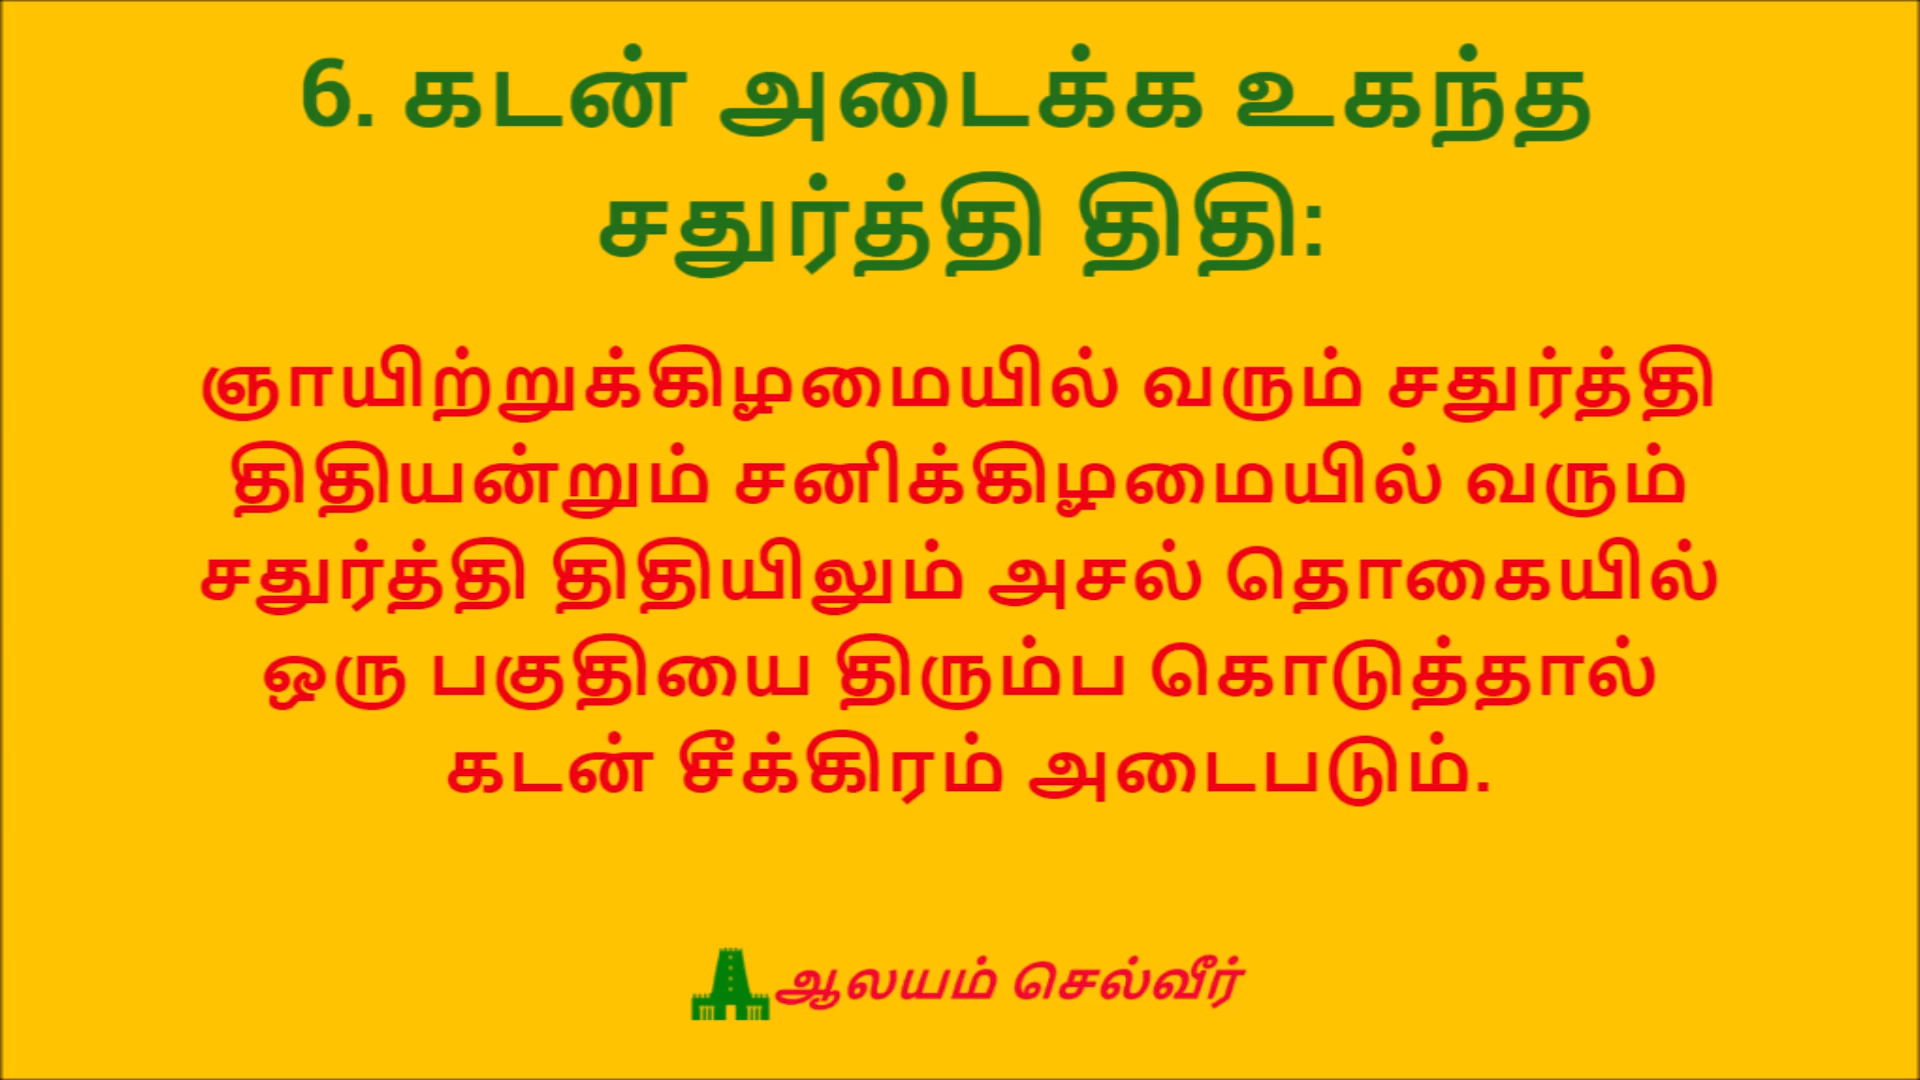 6. கடன் அடைக்க உகந்த
சதுர்த்தி திதி:
ஞாயிற்றுக்கிழமையில் வரும் சதுர்த்தி
திதியன்றும் சனிக்கிழமையில் வரும்
சதுர்த்தி திதியிலும் அசல் தொகையில்
ஒரு பகுதியை திரும்ப கொடுத்தால்
கடன் சீக்கிரம் அடைபடும்.
ஆலயம் செல்வீர்